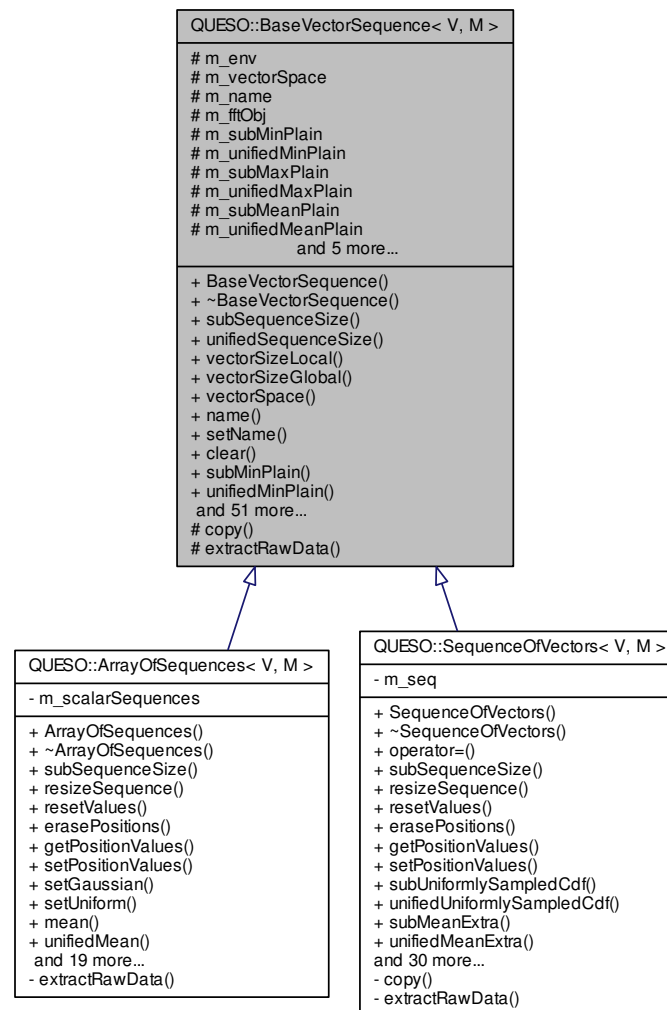 QUESO::BaseVectorSequence< V, M >
# m_env
# m_vectorSpace
# m_name
# m_fftObj
# m_subMinPlain
# m_unifiedMinPlain
# m_subMaxPlain
# m_unifiedMaxPlain
# m_subMeanPlain
# m_unifiedMeanPlain
and 5 more...
+ BaseVectorSequence()
+ ~BaseVectorSequence()
+ subSequenceSize()
+ unifiedSequenceSize()
+ vectorSizeLocal()
+ vectorSizeGlobal()
+ vectorSpace()
+ name()
+ setName()
+ clear()
+ subMinPlain()
+ unifiedMinPlain()
and 51 more...
# copy()
# extractRawData()
QUESO::ArrayOfSequences< V, M >
- m_scalarSequences
+ ArrayOfSequences()
+ ~ArrayOfSequences()
+ subSequenceSize()
+ resizeSequence()
+ resetValues()
+ erasePositions()
+ getPositionValues()
+ setPositionValues()
+ setGaussian()
+ setUniform()
+ mean()
+ unifiedMean()
and 19 more...
- extractRawData()
QUESO::SequenceOfVectors< V, M >
- m_seq
+ SequenceOfVectors()
+ ~SequenceOfVectors()
+ operator=()
+ subSequenceSize()
+ resizeSequence()
+ resetValues()
+ erasePositions()
+ getPositionValues()
+ setPositionValues()
+ subUniformlySampledCdf()
+ unifiedUniformlySampledCdf()
+ subMeanExtra()
+ unifiedMeanExtra()
and 30 more...
- copy()
- extractRawData()